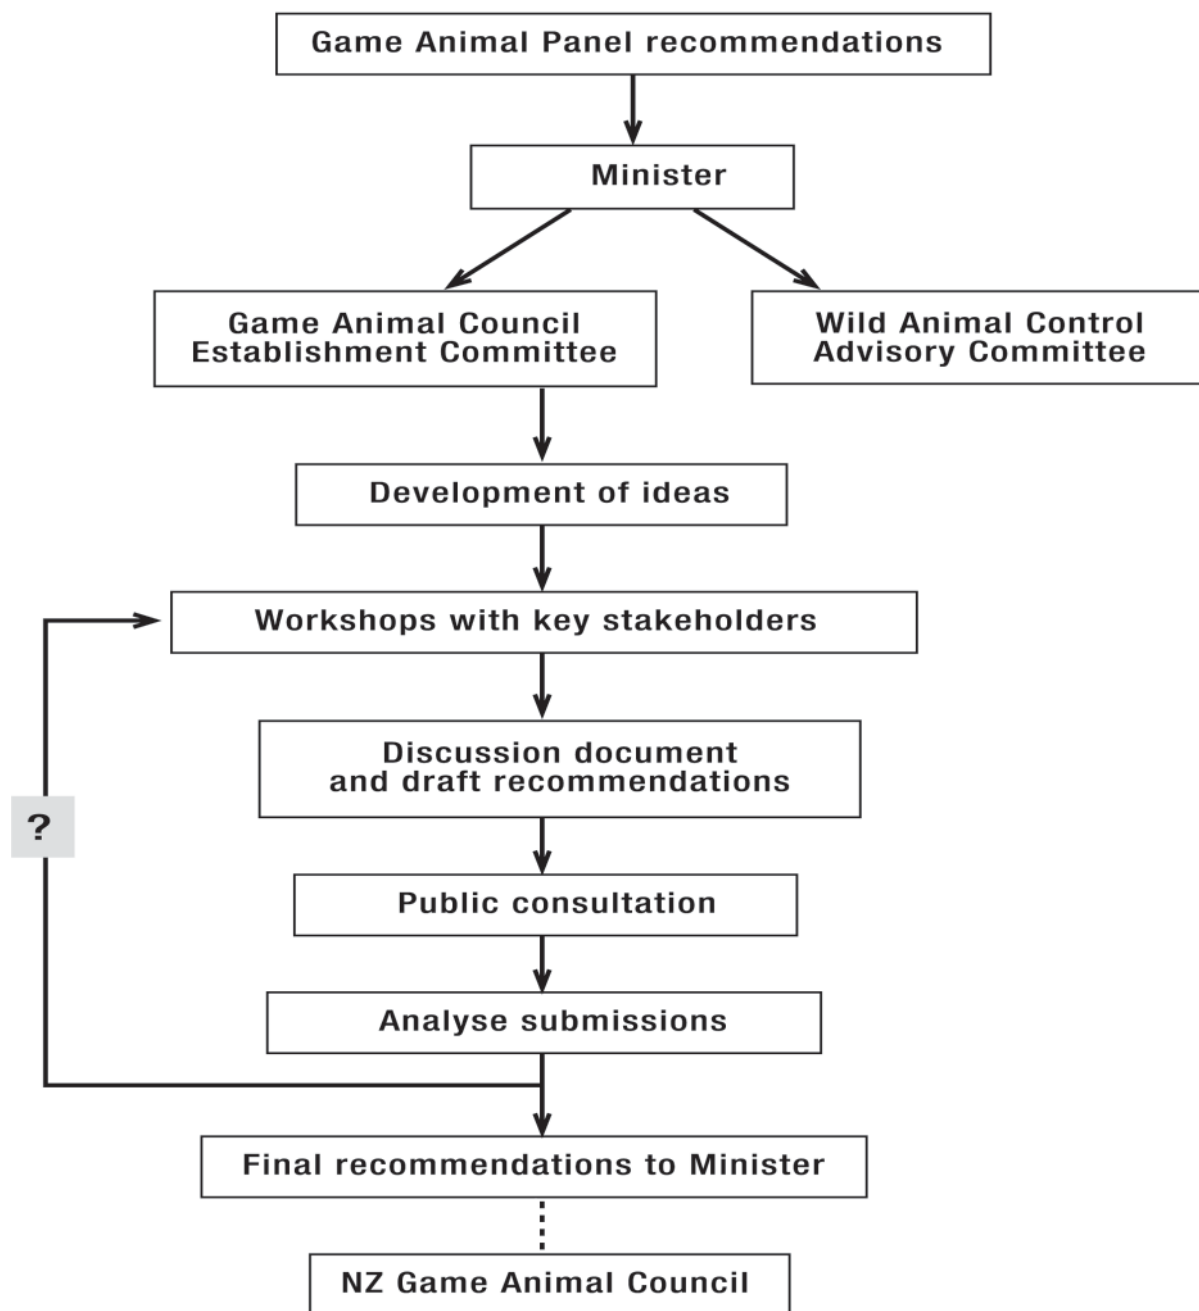 Game Animal Panel recommendations
Minister
Game Animal Council
Establishment Committee
Wild Animal Control
Advisory Committee
Development of ideas
Workshops with key stakeholders
Discussion document
and draft recommendations
?
Public consultation
Analyse submissions
Final recommendations to Minister
NZ Game Animal Council